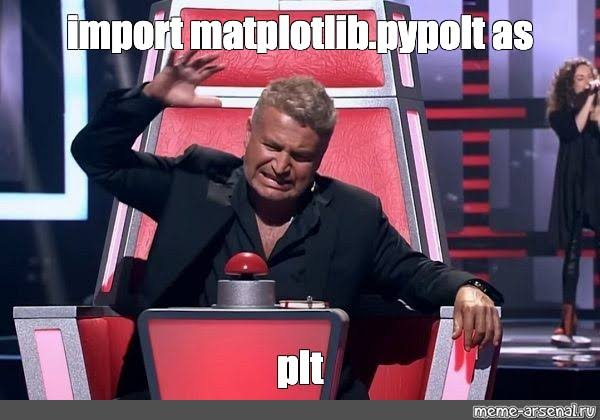 import matplotlib.pypolt as
plt
meme-arsenal.ru